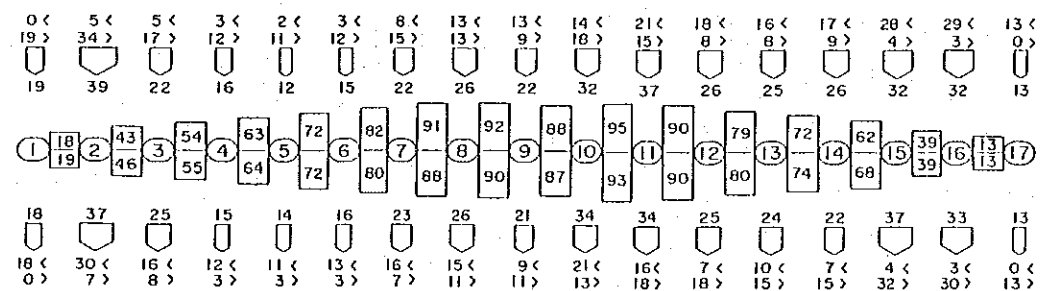 0< 5< 5< 3< 2< 3< 8< 13< 13< 14< 21< 18< 16< 17< 28< 29< 13<
19> 34> 17> 12> 11> 12> 15> 13> 9> 18> 15> 8> 8> 9> 4> 3> 0>
19 39 22 16 12 15 22 26 22 32 37 26 25 26 32 32 13
18 43 54 63 72 82 91 92 88 95 90 79 72 62 39 13
1 2 3 4 5 6 7 8 9 10 11 12 13 14 15 16 17
19 46 55 64 72 80 88 90 87 93 90 80 74 68 39 13
18 37 25 15 14 16 23 26 21 34 34 25 24 22 37 33 13
18< 30< 16< 12< 11< 13< 16< 15< 9< 21< 16< 7< 10< 7< 4< 3< 0<
0> 7> 8> 3> 3> 3> 7> 11> 11> 13> 18> 18> 15> 15> 32> 30> 13>